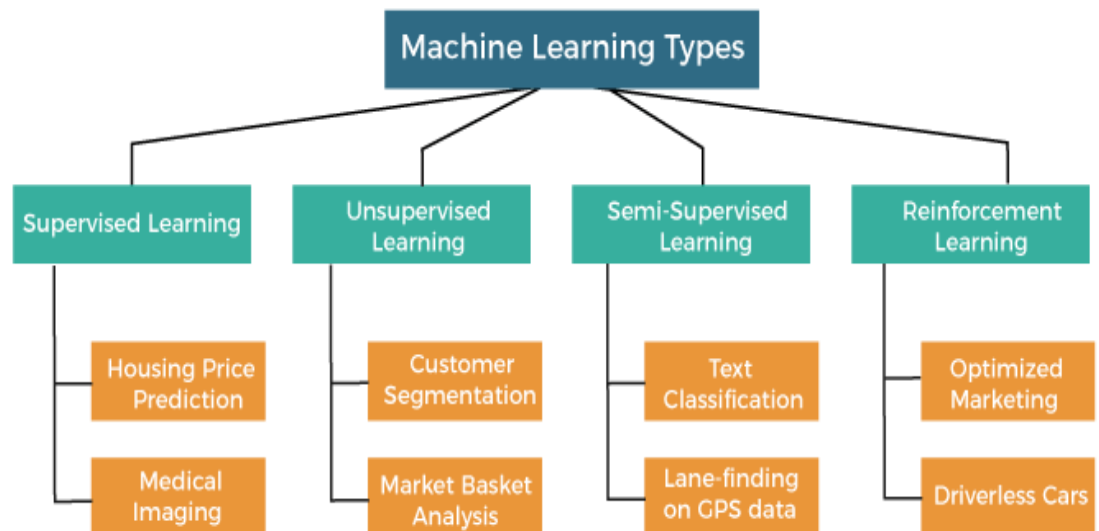 Machine Learning Types
Supervised Learning
Unsupervised
Learning
Semi-Supervised
Learning
Reinforcement
Learning
Housing Price
Prediction
Customer
Segmentation
Text
Classification
Optimized
Marketing
Medical
Imaging
Market Basket
Analysis
Lane-finding
on GPS data
Driverless Cars